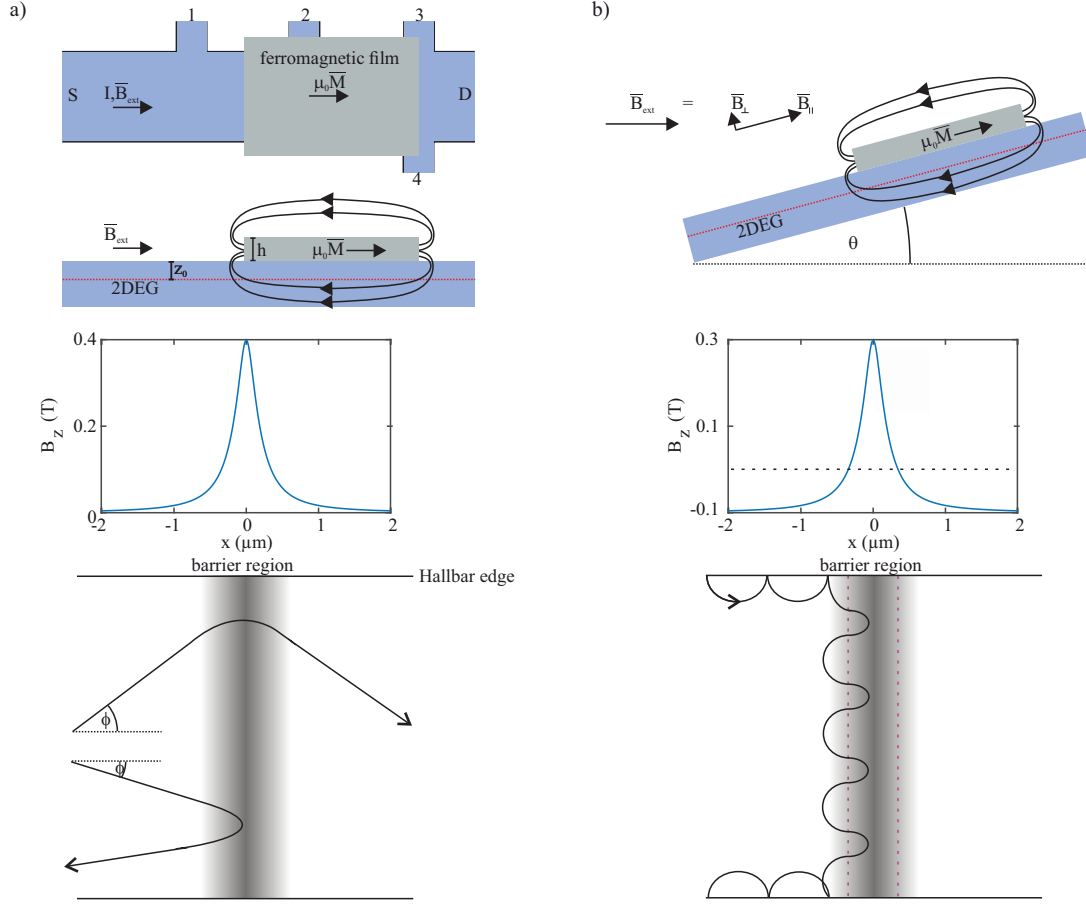 a)
1
2
3
ferromagnetic film
μ₀M̅
S
I,B̅ext
D
4
B̅ext
h
μ₀M̅
z₀
2DEG
0.4
0.2
0
B_z (T)
-2
-1
0
1
2
x (μm)
barrier region
Hallbar edge
ϕ
ϕ
b)
B̅ext = B̅⊥ B̅||
μ₀M̅
2DEG
θ
0.3
0.1
-0.1
B_z (T)
-2
-1
0
1
2
x (μm)
barrier region